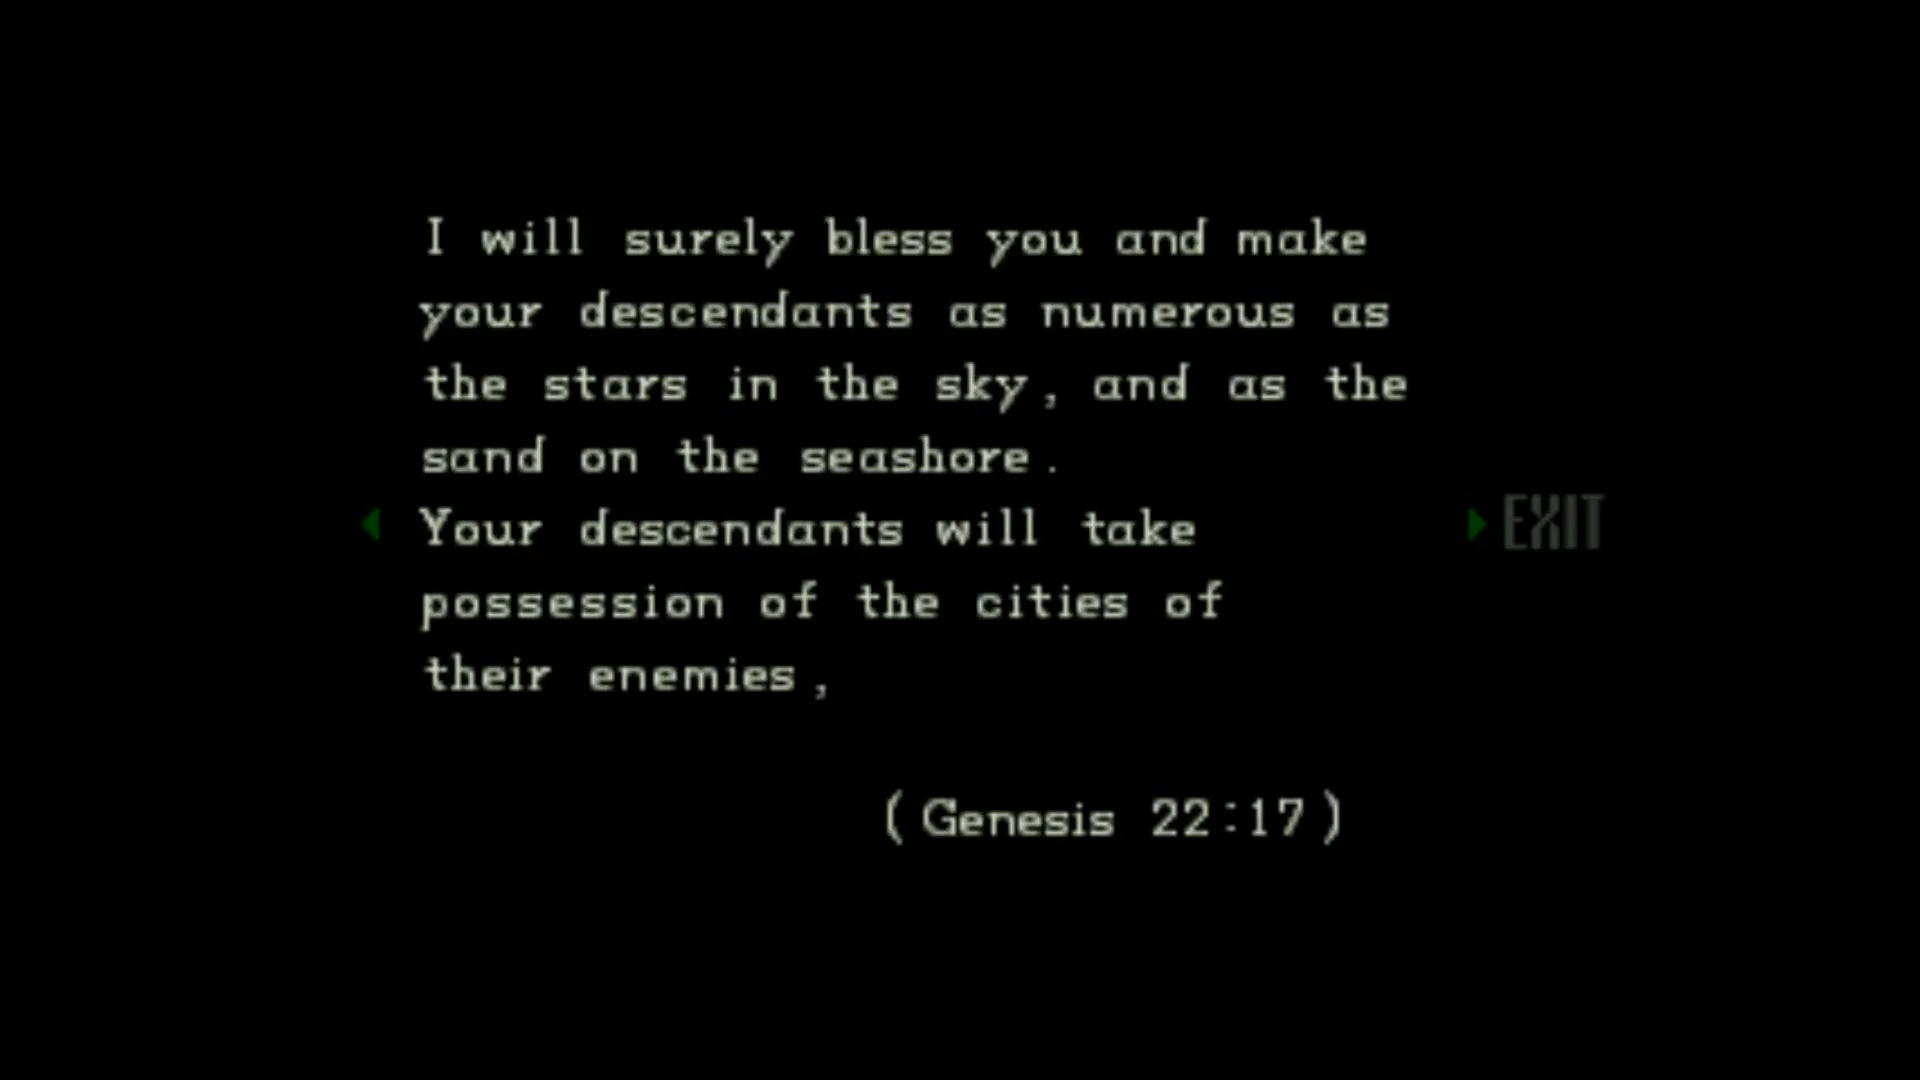 I will surely bless you and make
your descendants as numerous as
the stars in the sky, and as the
sand on the seashore.
Your descendants will take
possession of the cities of
their enemies,
EXIT
(Genesis 22:17)